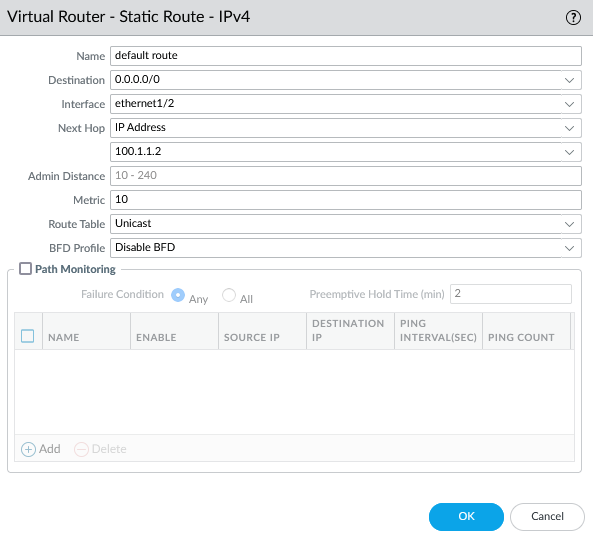 Virtual Router - Static Route - IPv4
?
Name default route
Destination 0.0.0.0/0
Interface ethernet1/2
Next Hop IP Address
100.1.1.2
Admin Distance 10 - 240
Metric 10
Route Table Unicast
BFD Profile Disable BFD
Path Monitoring
Failure Condition Any All Preemptive Hold Time (min) 2
NAME ENABLE SOURCE IP DESTINATION IP PING INTERVAL(SEC) PING COUNT
Add Delete
OK Cancel